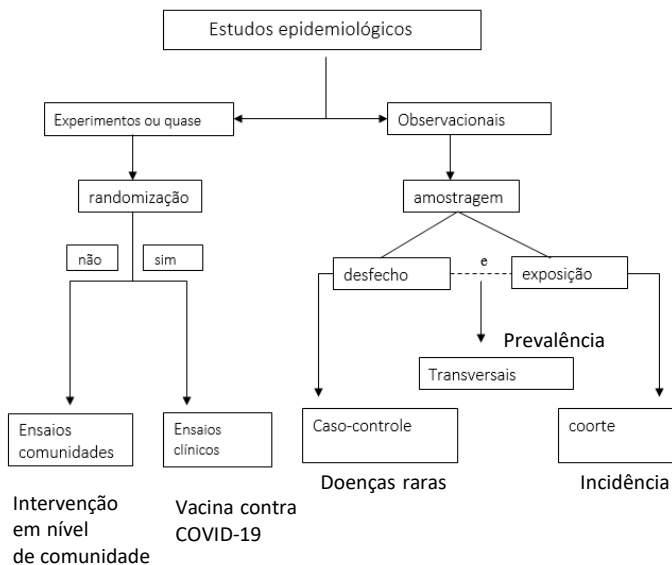 Estudos epidemiológicos
Experimentos ou quase
Observacionais
randomização
amostragem
não
sim
desfecho
e
exposição
Prevalência
Transversais
Ensaios
comunidades
Ensaios
clínicos
Caso-controle
coorte
Doenças raras
Incidência
Intervenção
em nível
de comunidade
Vacina contra
COVID-19